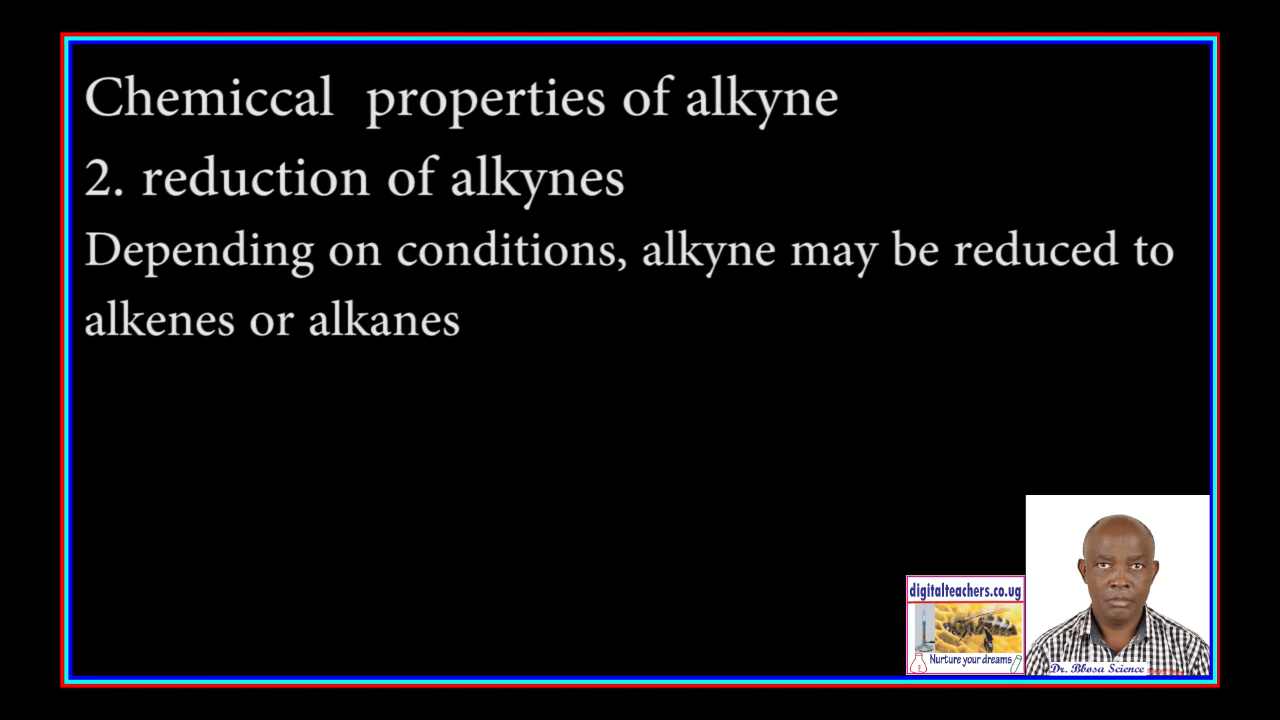 Chemiccal properties of alkyne
2. reduction of alkynes
Depending on conditions, alkyne may be reduced to
alkenes or alkanes
digitalteachers.co.ug
Nurture your dreams
Dr. Bbosa Science